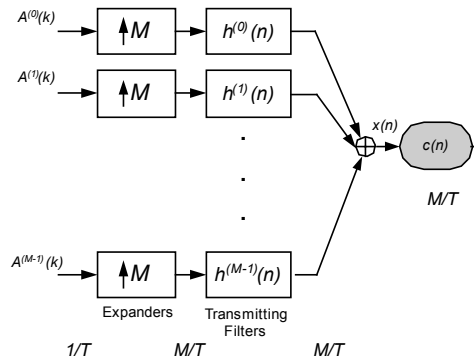 A⁽⁰⁾(k) ↑M h⁽⁰⁾(n)
A⁽¹⁾(k) ↑M h⁽¹⁾(n)
x(n) c(n)
M/T
.
.
.
A⁽ᴹ⁻¹⁾(k) ↑M h⁽ᴹ⁻¹⁾(n)
Expanders Transmitting
Filters
1/T M/T M/T